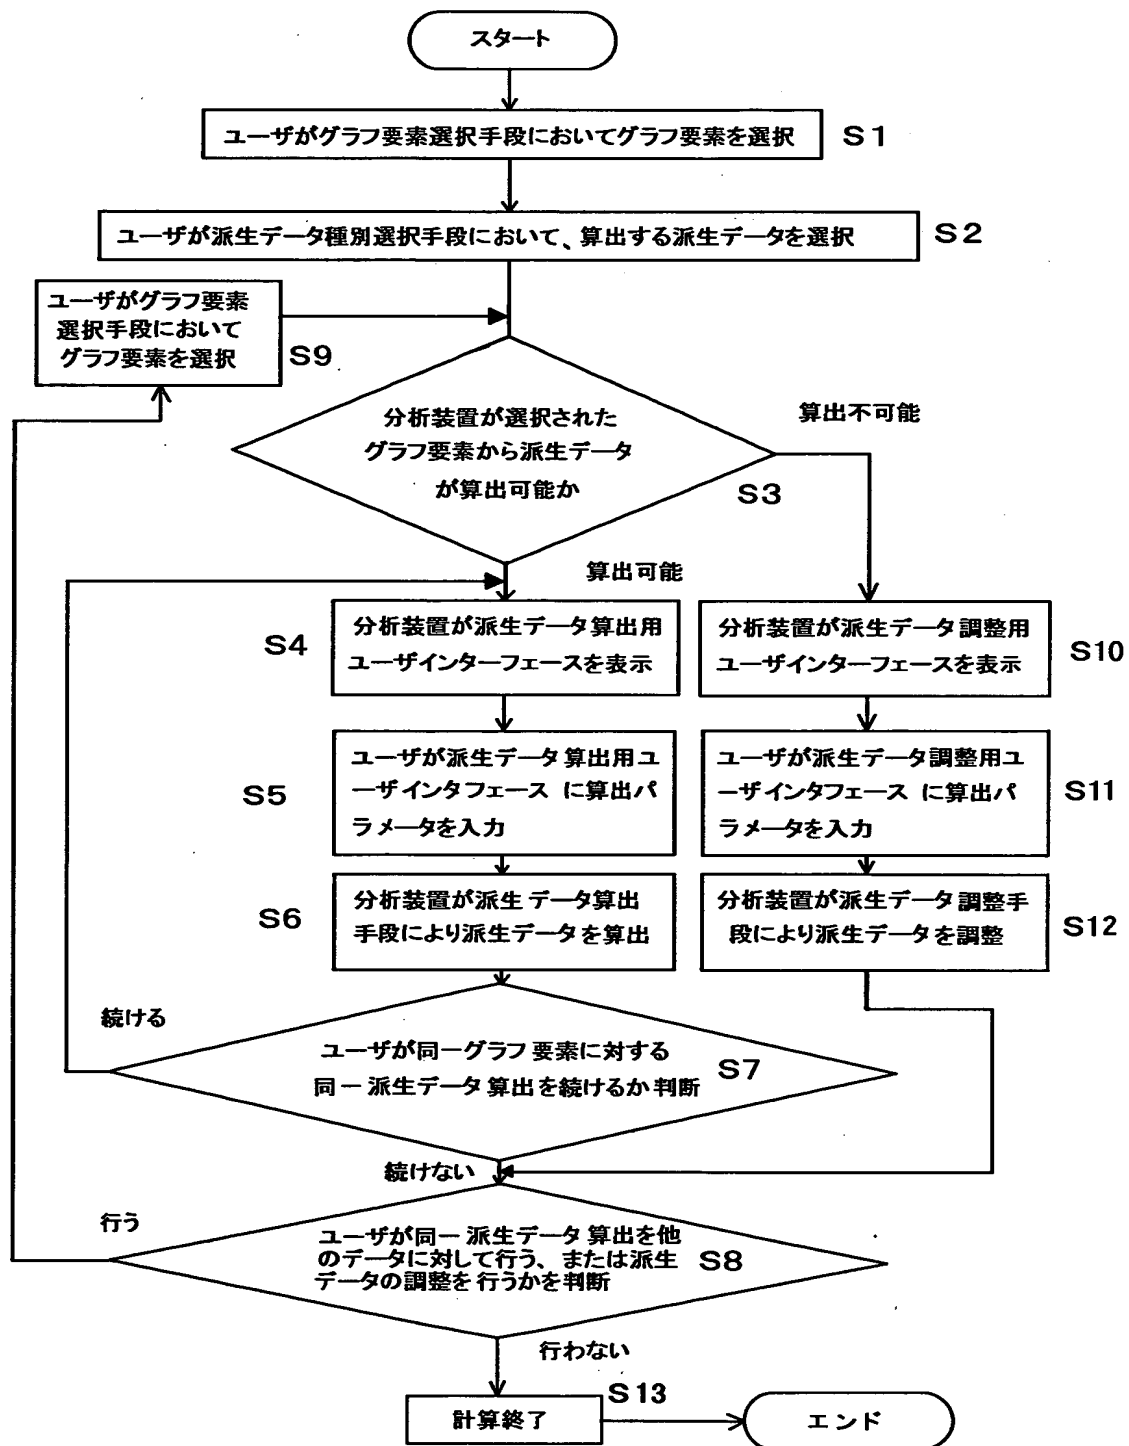 スタート
ユーザがグラフ要素選択手段においてグラフ要素を選択
S1
ユーザが派生データ種別選択手段において、算出する派生データを選択
S2
ユーザがグラフ要素
選択手段において
グラフ要素を選択
S9
分析装置が選択された
グラフ要素から派生データ
が算出可能か
S3
算出不可能
算出可能
S4
分析装置が派生データ算出用
ユーザインターフェースを表示
分析装置が派生データ調整用
ユーザインターフェースを表示
S10
S5
ユーザが派生データ算出用ユ
ーザインタフェース に算出パ
ラメータを入力
ユーザが派生データ調整用ユ
ーザインタフェース に算出パ
ラメータを入力
S11
S6
分析装置が派生データ算出
手段により派生データを算出
分析装置が派生データ調整手
段により派生データを調整
S12
続ける
ユーザが同一グラフ要素に対する
同一派生データ算出を続けるか判断
S7
続けない
行う
ユーザが同一派生データ算出を他
のデータに対して行う、または派生
データの調整を行うかを判断
S8
行わない
S13
計算終了
エンド